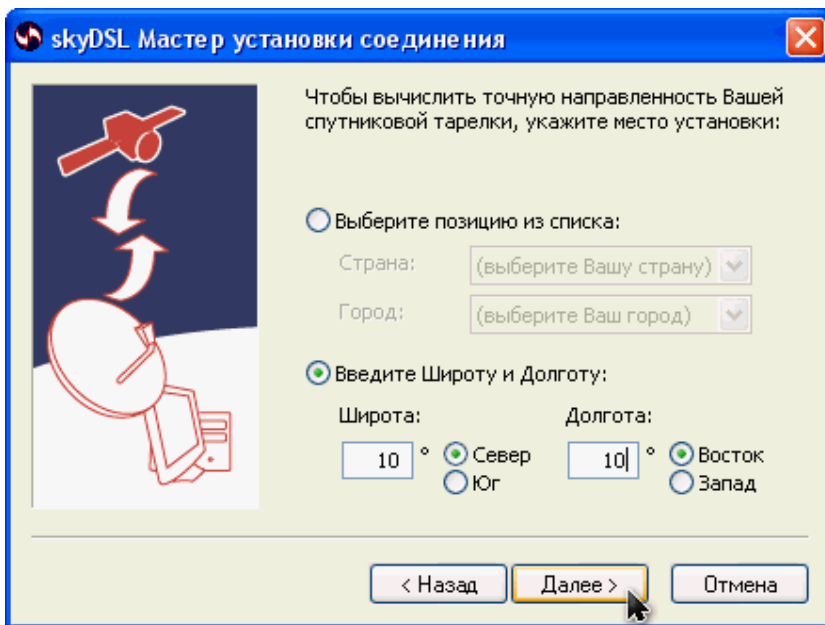 skyDSL Мастер установки соединения
Чтобы вычислить точную направленность Вашей
спутниковой тарелки, укажите место установки:
Выберите позицию из списка:
Страна: (выберите Вашу страну)
Город: (выберите Ваш город)
Введите Широту и Долготу:
Широта: Долгота:
10 ° Север 10 ° Восток
Юг Запад
< Назад Далее > Отмена